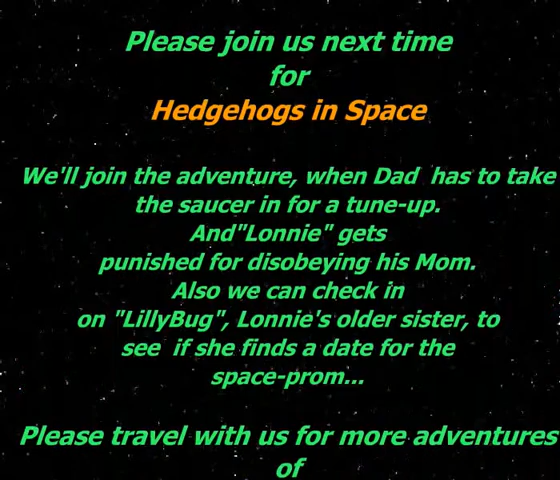 Please join us next time
for
Hedgehogs in Space
We'll join the adventure, when Dad  has to take
the saucer in for a tune-up.
And"Lonnie" gets
punished for disobeying his Mom.
Also we can check in
on "LillyBug", Lonnie's older sister, to
see  if she finds a date for the
space-prom...
Please travel with us for more adventures
of